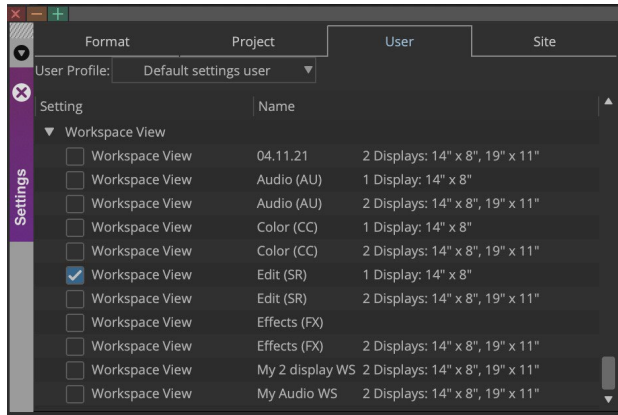 Format Project User Site
User Profile: Default settings user
Settings
Setting Name
Workspace View
Workspace View 04.11.21 2 Displays: 14" x 8", 19" x 11"
Workspace View Audio (AU) 1 Display: 14" x 8"
Workspace View Audio (AU) 2 Displays: 14" x 8", 19" x 11"
Workspace View Color (CC) 1 Display: 14" x 8"
Workspace View Color (CC) 2 Displays: 14" x 8", 19" x 11"
Workspace View Edit (SR) 1 Display: 14" x 8"
Workspace View Edit (SR) 2 Displays: 14" x 8", 19" x 11"
Workspace View Effects (FX)
Workspace View Effects (FX) 2 Displays: 14" x 8", 19" x 11"
Workspace View My 2 display WS 2 Displays: 14" x 8", 19" x 11"
Workspace View My Audio WS 2 Displays: 14" x 8", 19" x 11"